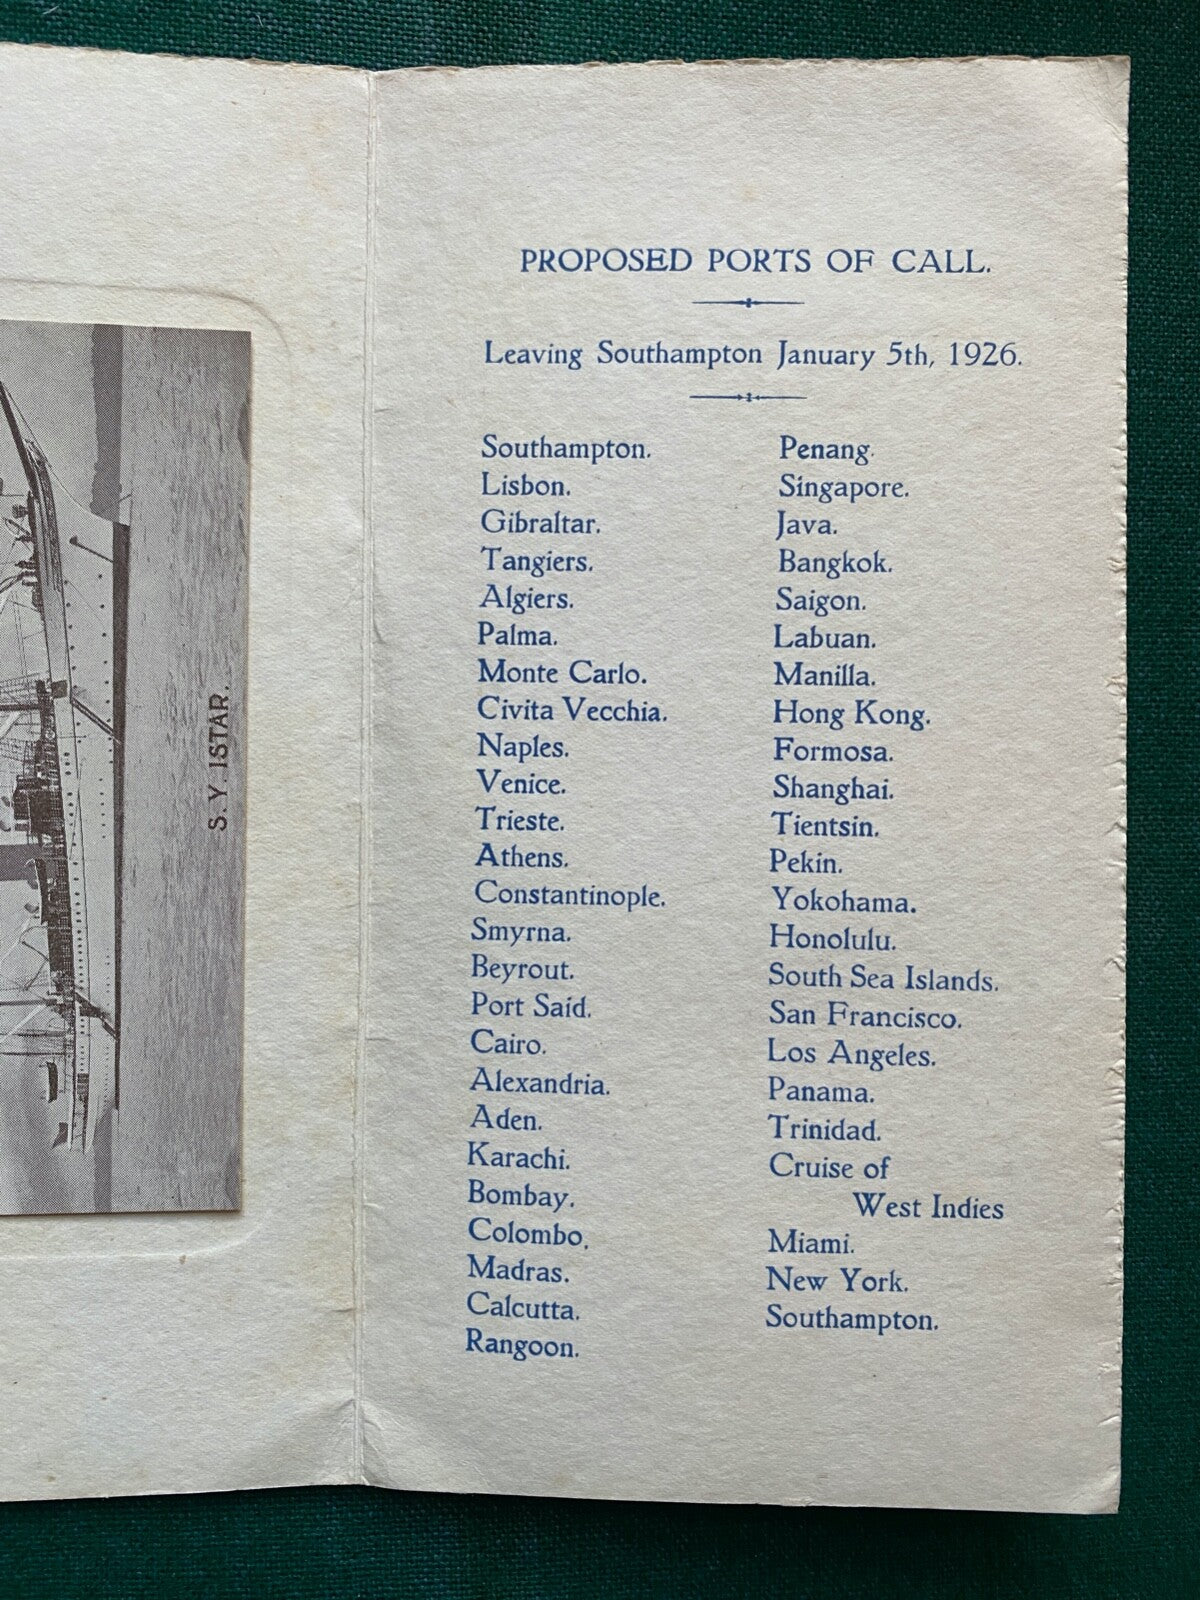 S.Y. ISTAR.
PROPOSED PORTS OF CALL.
Leaving Southampton January 5th, 1926.
Southampton.
Lisbon.
Gibraltar.
Tangiers.
Algiers.
Palma.
Monte Carlo.
Civita Vecchia.
Naples.
Venice.
Trieste.
Athens.
Constantinople.
Smyrna.
Beyrout.
Port Said.
Cairo.
Alexandria.
Aden.
Karachi.
Bombay.
Colombo.
Madras.
Calcutta.
Rangoon.
Penang.
Singapore.
Java.
Bangkok.
Saigon.
Labuan.
Manilla.
Hong Kong.
Formosa.
Shanghai.
Tientsin.
Pekin.
Yokohama.
Honolulu.
South Sea Islands.
San Francisco.
Los Angeles.
Panama.
Trinidad.
Cruise of
West Indies
Miami.
New York.
Southampton.